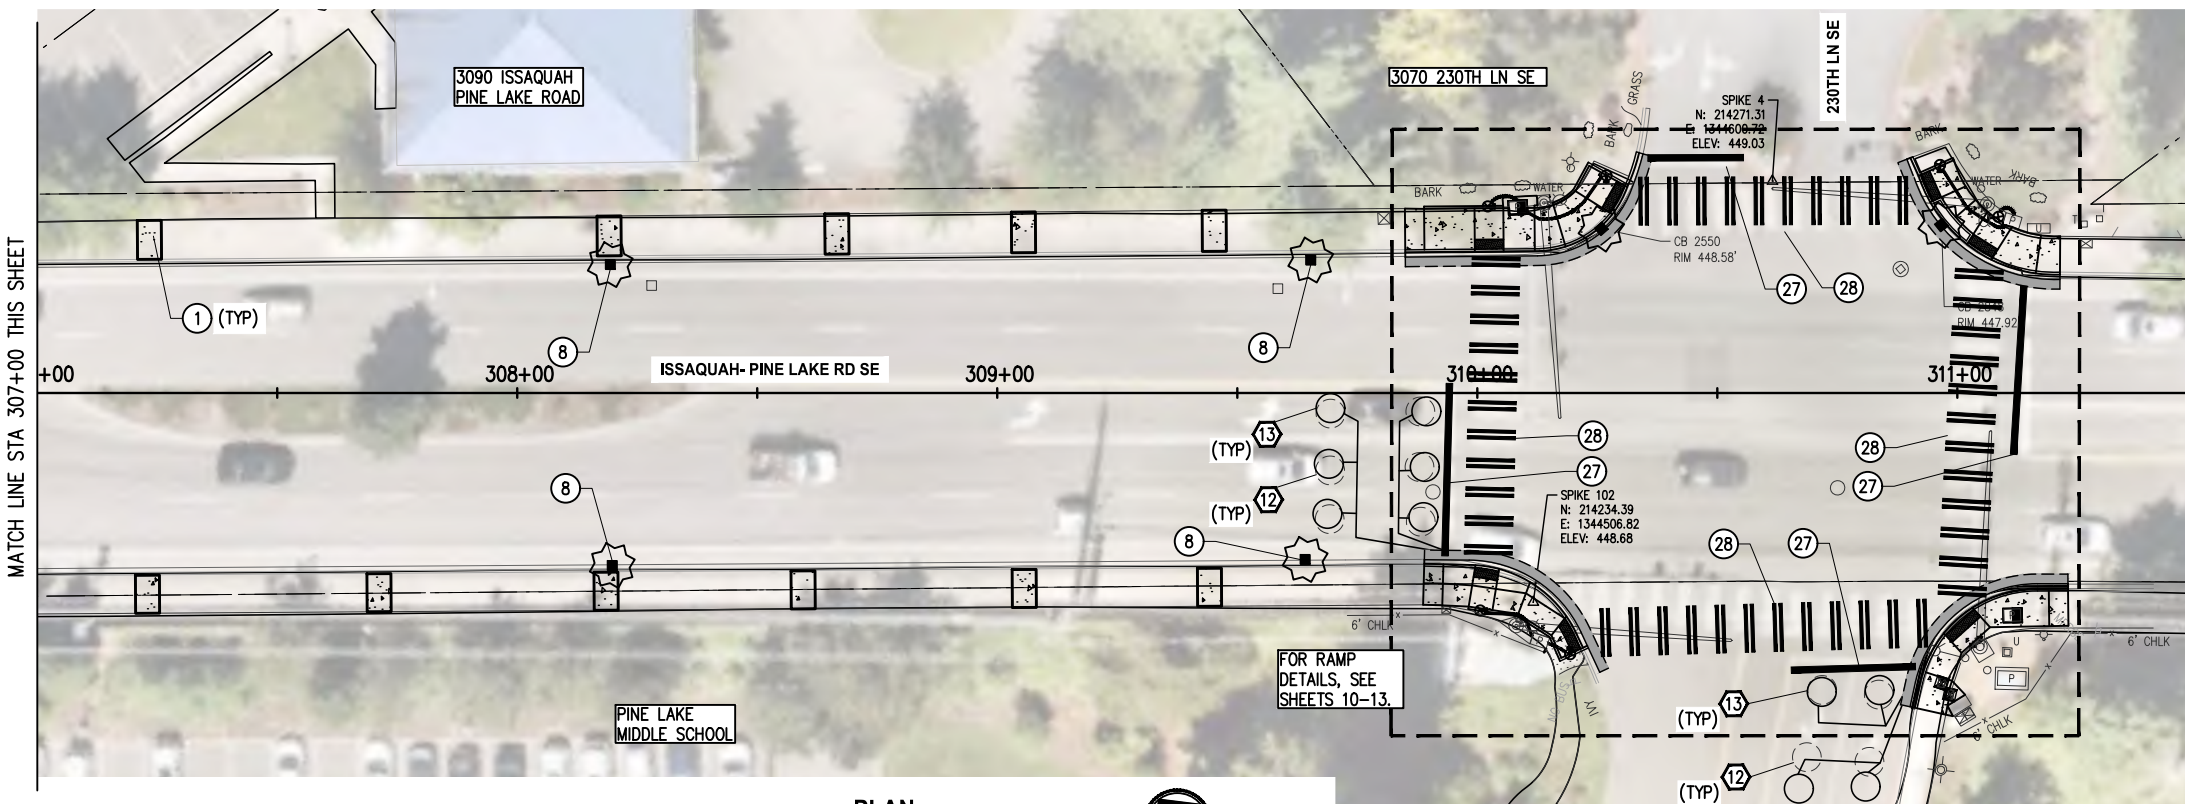 MATCH LINE STA 307+00 THIS SHEET
3090 ISSAQUAH
PINE LAKE ROAD
3070 230TH LN SE
230TH LN SE
GRASS
BARK
SPIKE 4
N: 214271.31
E: 1344609.72
ELEV: 449.03
BARK
BARK
BARK
WATER
WATER
CB 2550
RIM 448.58'
1 (TYP)
8
8
27
28
RIM 447.92
+00
308+00
ISSAQUAH- PINE LAKE RD SE
309+00
310+00
311+00
13
(TYP)
12
(TYP)
28
27
28
27
SPIKE 102
N: 214234.39
E: 1344506.82
ELEV: 448.68
8
8
28
27
6' CHLK
U
6' CHLK
P
6' CHLK
IVY
FOR RAMP
DETAILS, SEE
SHEETS 10-13.
PINE LAKE
MIDDLE SCHOOL
13
(TYP)
12
(TYP)
PLAN